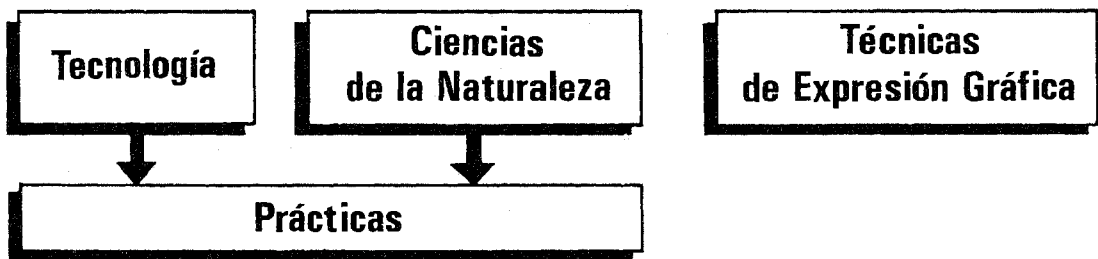 Tecnología
Ciencias
de la Naturaleza
Técnicas
de Expresión Gráfica
Prácticas